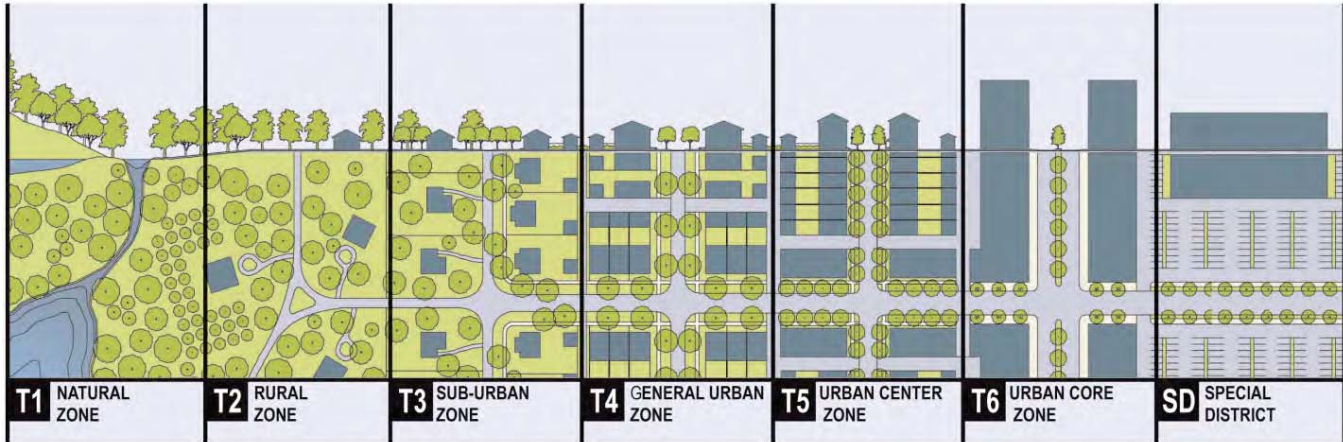 T1 NATURAL
ZONE
T2 RURAL
ZONE
T3 SUB-URBAN
ZONE
T4 GENERAL URBAN
ZONE
T5 URBAN CENTER
ZONE
T6 URBAN CORE
ZONE
SD SPECIAL
DISTRICT